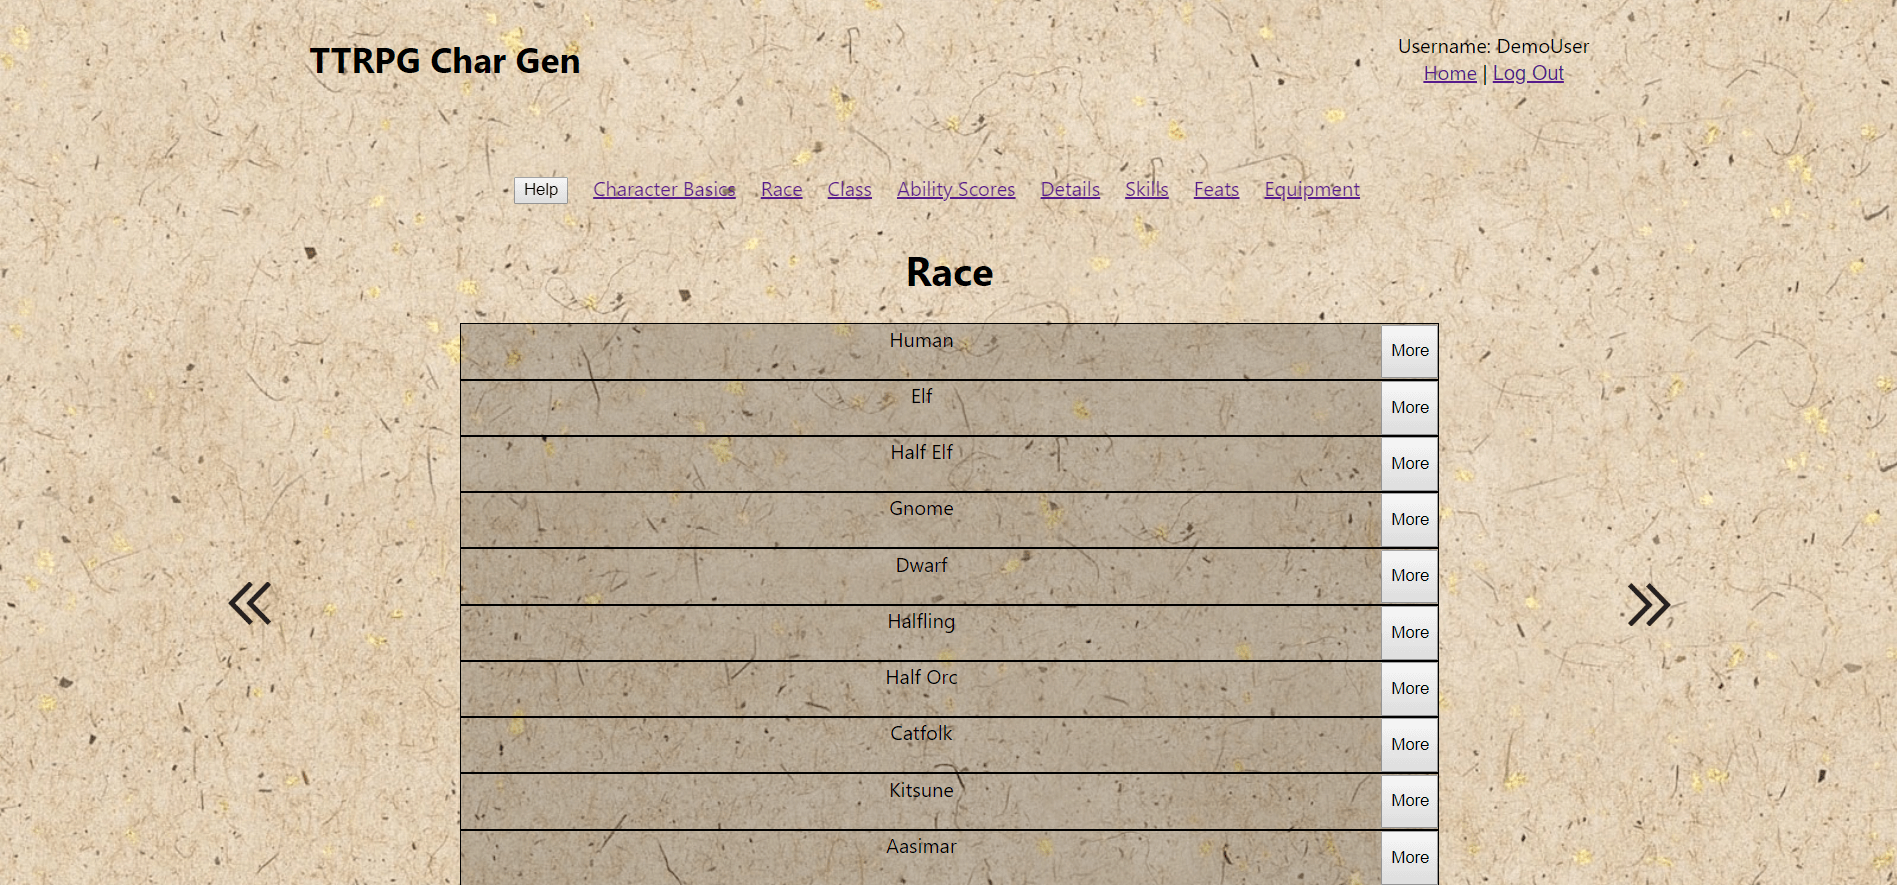 TTRPG Char Gen
Username: DemoUser
Home | Log Out
Help Character Basics Race Class Ability Scores Details Skills Feats Equipment
Race
Human More
Elf More
Half Elf More
Gnome More
Dwarf More
Halfling More
Half Orc More
Catfolk More
Kitsune More
Aasimar More